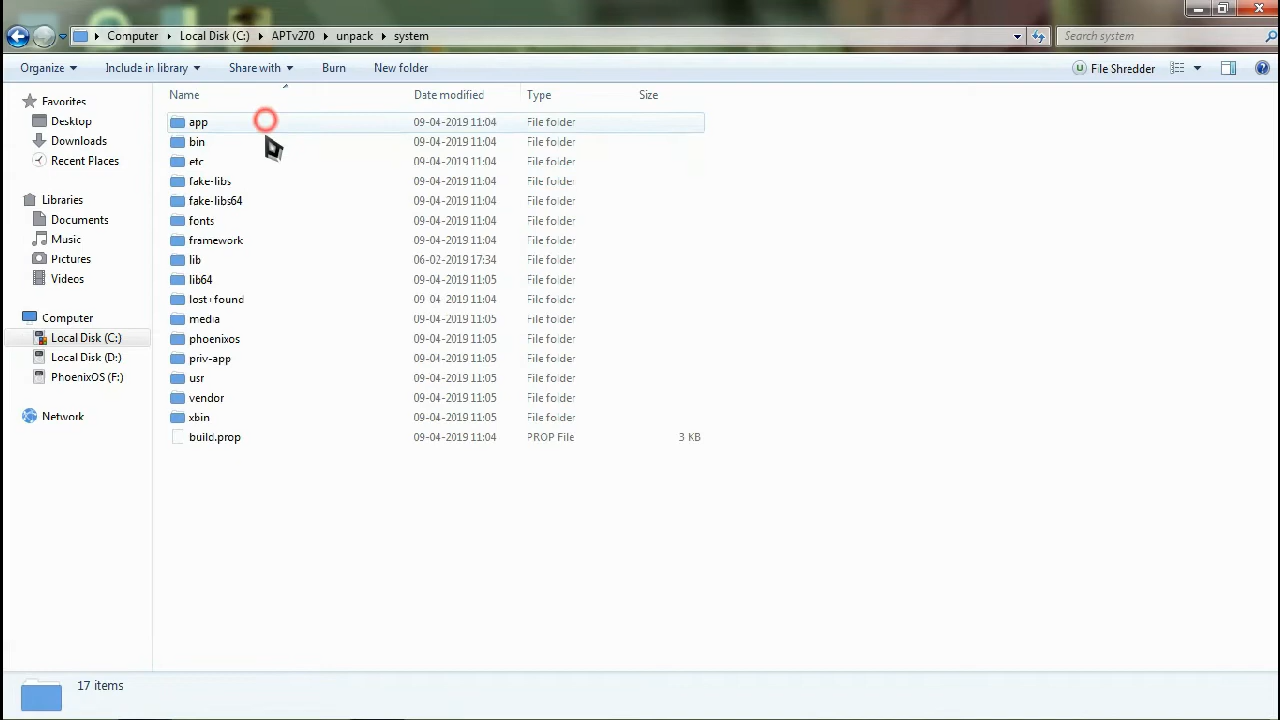 Computer Local Disk (C:) APTv270 unpack system Search system
Organize Include in library Share with Burn New folder File Shredder
Name Date modified Type Size
Favorites
Desktop
Downloads
Recent Places
Libraries
Documents
Music
Pictures
Videos
Computer
Local Disk (C:)
Local Disk (D:)
PhoenixOS (F:)
Network
app 09-04-2019 11:04 File folder
bin 09-04-2019 11:04 File folder
etc 09-04-2019 11:04 File folder
fake-libs 09-04-2019 11:04 File folder
fake-libs64 09-04-2019 11:04 File folder
fonts 09-04-2019 11:04 File folder
framework 09-04-2019 11:04 File folder
lib 06-02-2019 17:34 File folder
lib64 09-04-2019 11:05 File folder
lost+found 09-04-2019 11:04 File folder
media 09-04-2019 11:05 File folder
phoenixos 09-04-2019 11:05 File folder
priv-app 09-04-2019 11:05 File folder
usr 09-04-2019 11:05 File folder
vendor 09-04-2019 11:05 File folder
xbin 09-04-2019 11:05 File folder
build.prop 09-04-2019 11:04 PROP File 3 KB
17 items